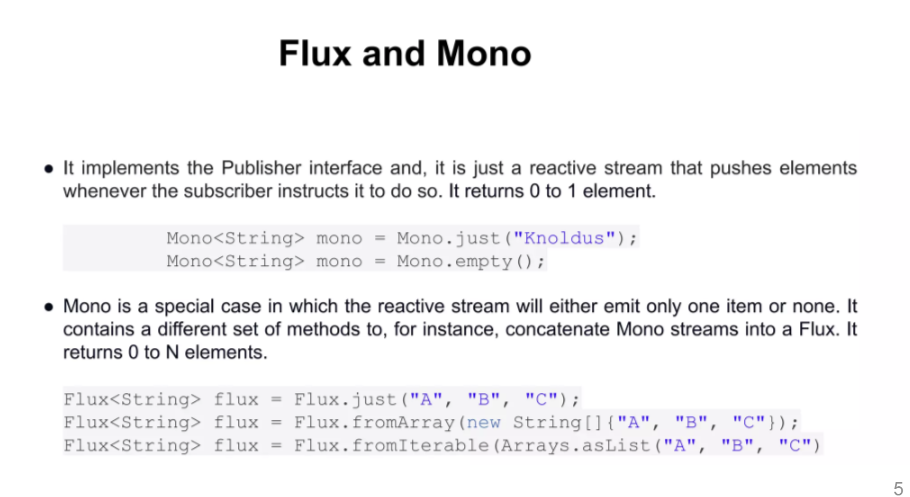 Flux and Mono
● It implements the Publisher interface and, it is just a reactive stream that pushes elements
whenever the subscriber instructs it to do so. It returns 0 to 1 element.
Mono<String> mono = Mono.just("Knoldus");
Mono<String> mono = Mono.empty();
● Mono is a special case in which the reactive stream will either emit only one item or none. It
contains a different set of methods to, for instance, concatenate Mono streams into a Flux. It
returns 0 to N elements.
Flux<String> flux = Flux.just("A", "B", "C");
Flux<String> flux = Flux.fromArray(new String[]{"A", "B", "C"});
Flux<String> flux = Flux.fromIterable(Arrays.asList("A", "B", "C")
5